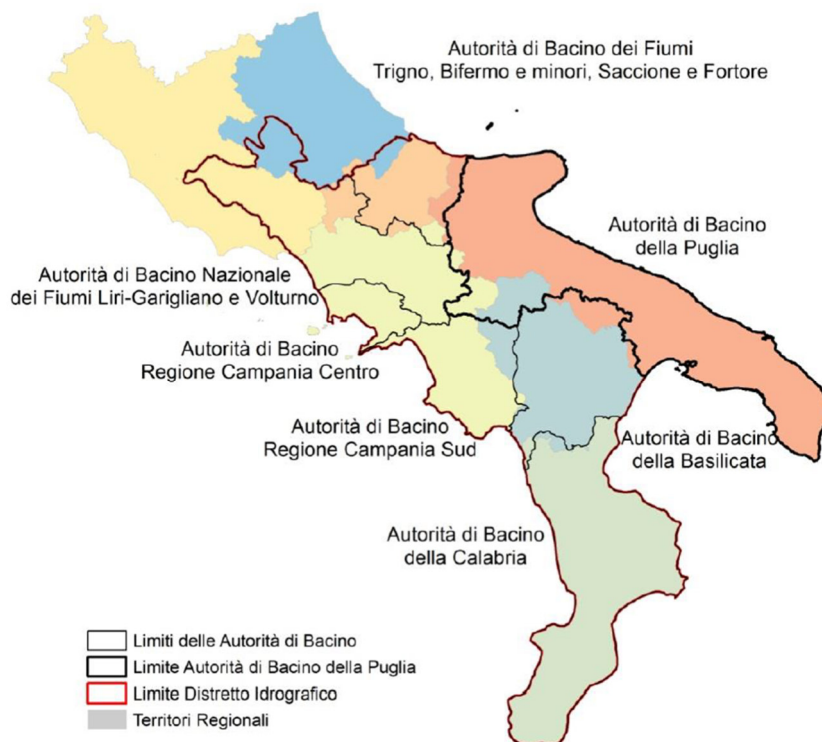 Autorità di Bacino dei Fiumi
Trigno, Bifermo e minori, Saccione e Fortore
Autorità di Bacino
della Puglia
Autorità di Bacino Nazionale
dei Fiumi Liri-Garigliano e Volturno
Autorità di Bacino
Regione Campania Centro
Autorità di Bacino
Regione Campania Sud
Autorità di Bacino
della Basilicata
Autorità di Bacino
della Calabria
Limiti delle Autorità di Bacino
Limite Autorità di Bacino della Puglia
Limite Distretto Idrografico
Territori Regionali